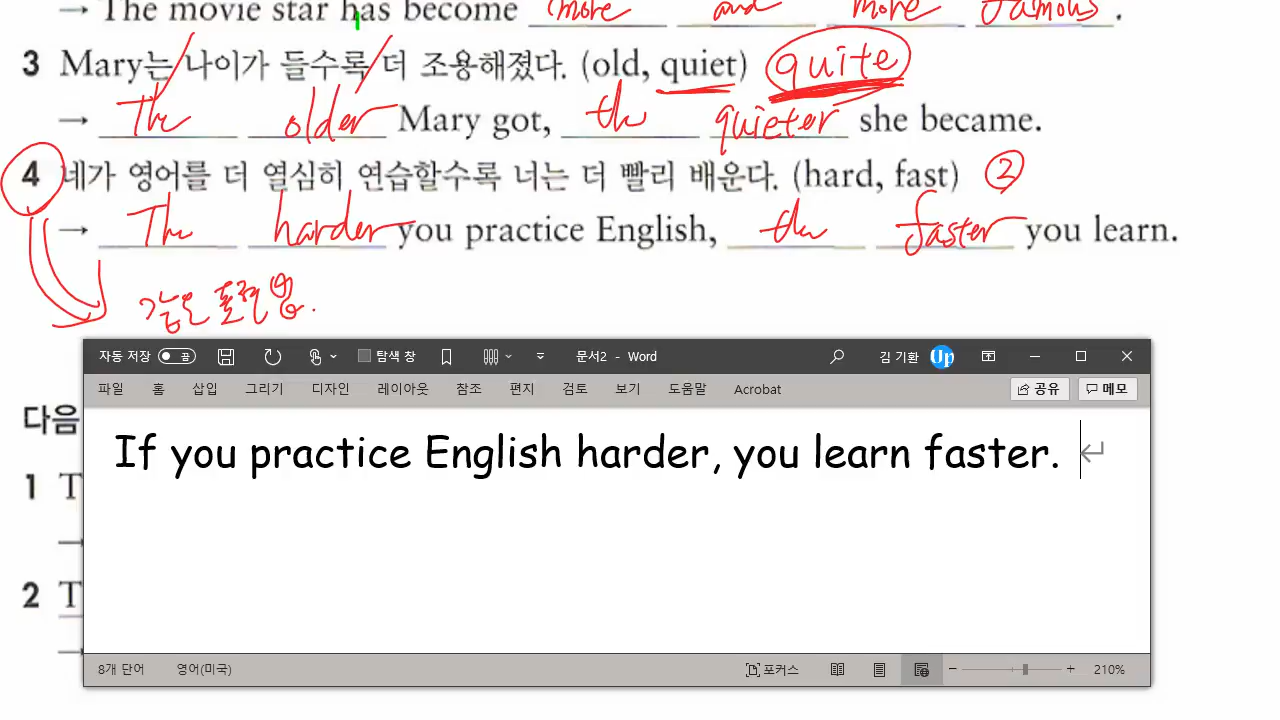 → The movie star has become more and more famous.
3 Mary는 나이가 들수록 더 조용해졌다. (old, quiet) quite
→ The older Mary got, the quieter she became.
4 네가 영어를 더 열심히 연습할수록 너는 더 빨리 배운다. (hard, fast) ②
→ The harder you practice English, the faster you learn.
같은 표현법.
자동 저장 끔 탐색 창 문서2 - Word 김 기환 Up
파일 홈 삽입 그리기 디자인 레이아웃 참조 편지 검토 보기 도움말 Acrobat 공유 메모
다음
If you practice English harder, you learn faster.
1 T
→
2 T
→
8개 단어 영어(미국) 포커스 210%